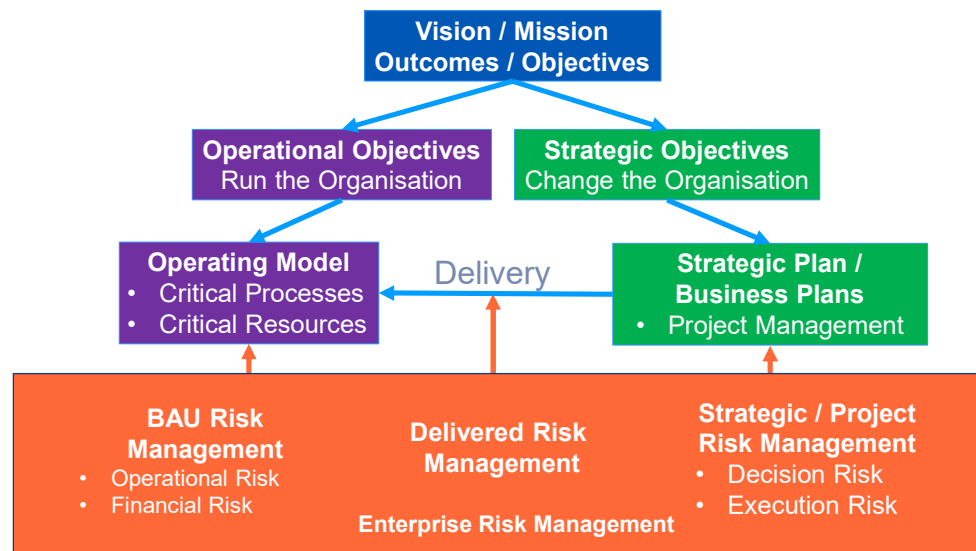 Vision / Mission
Outcomes / Objectives
Operational Objectives
Run the Organisation
Strategic Objectives
Change the Organisation
Operating Model
• Critical Processes
• Critical Resources
Delivery
Strategic Plan /
Business Plans
• Project Management
BAU Risk
Management
• Operational Risk
• Financial Risk
Delivered Risk
Management
Strategic / Project
Risk Management
• Decision Risk
• Execution Risk
Enterprise Risk Management